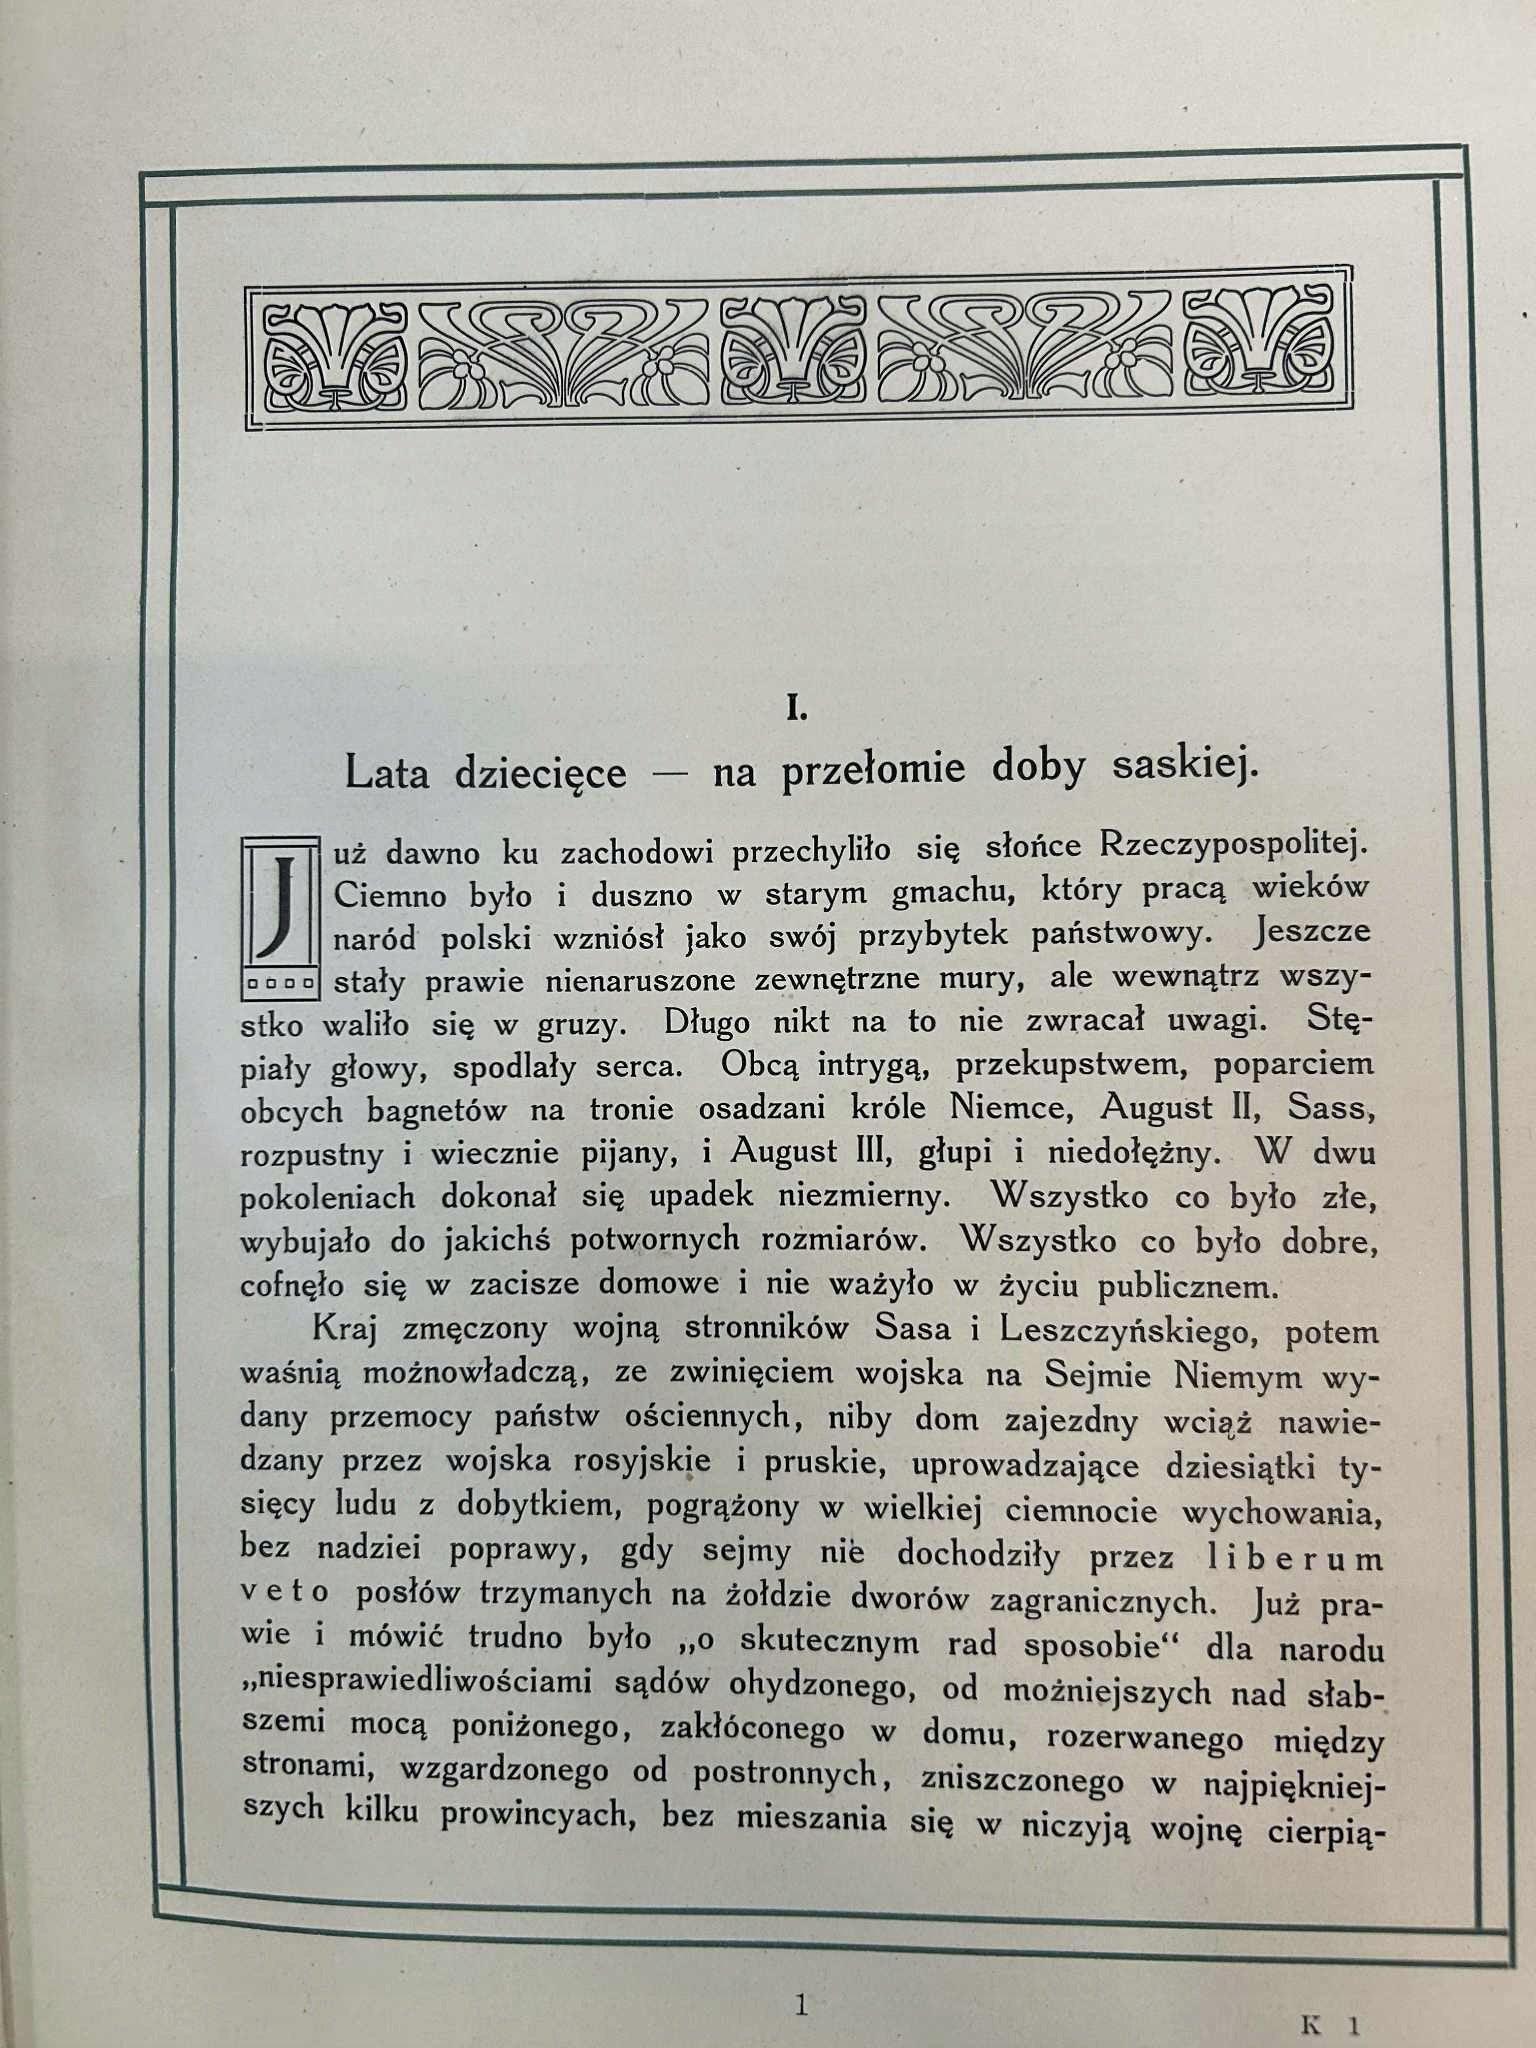 I.
Lata dziecięce — na przełomie doby saskiej.
Już dawno ku zachodowi przechyliło się słońce Rzeczypospolitej.
Ciemno było i duszno w starym gmachu, który pracą wieków
naród polski wzniósł jako swój przybytek państwowy. Jeszcze
stały prawie nienaruszone zewnętrzne mury, ale wewnątrz wszy-
stko waliło się w gruzy. Długo nikt na to nie zwracał uwagi. Stę-
piały głowy, spodlały serca. Obcą intrygą, przekupstwem, poparciem
obcych bagnetów na tronie osadzani króle Niemce, August II, Sass,
rozpustny i wiecznie pijany, i August III, głupi i niedołężny. W dwu
pokoleniach dokonał się upadek niezmierny. Wszystko co było złe,
wybujało do jakichś potwornych rozmiarów. Wszystko co było dobre,
cofnęło się w zacisze domowe i nie ważyło w życiu publicznem.
Kraj zmęczony wojną stronników Sasa i Leszczyńskiego, potem
waśnią możnowładczą, ze zwinięciem wojska na Sejmie Niemym wy-
dany przemocy państw ościennych, niby dom zajezdny wciąż nawie-
dzany przez wojska rosyjskie i pruskie, uprowadzające dziesiątki ty-
sięcy ludu z dobytkiem, pogrążony w wielkiej ciemnocie wychowania,
bez nadziei poprawy, gdy sejmy nie dochodziły przez liberum
veto posłów trzymanych na żołdzie dworów zagranicznych. Już pra-
wie i mówić trudno było „o skutecznym rad sposobie“ dla narodu
„niesprawiedliwościami sądów ohydzonego, od możniejszych nad słab-
szemi mocą poniżonego, zakłóconego w domu, rozerwanego między
stronami, wzgardzonego od postronnych, zniszczonego w najpiękniej-
szych kilku prowincyach, bez mieszania się w niczyją wojnę cierpią-
1
K 1